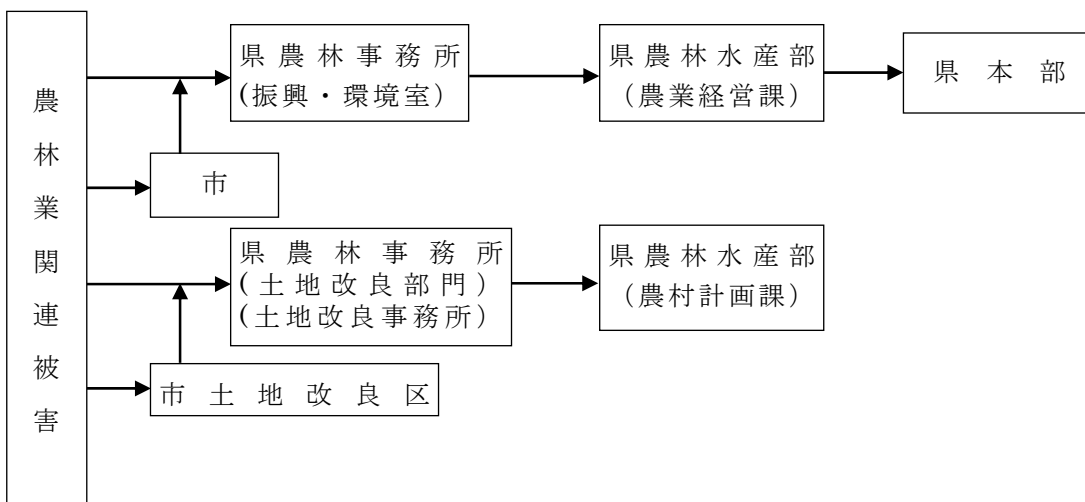 農林業関連被害
県農林事務所
(振興・環境室)
県農林水産部
(農業経営課)
県本部
市
県農林事務所
(土地改良部門)
(土地改良事務所)
県農林水産部
(農村計画課)
市土地改良区